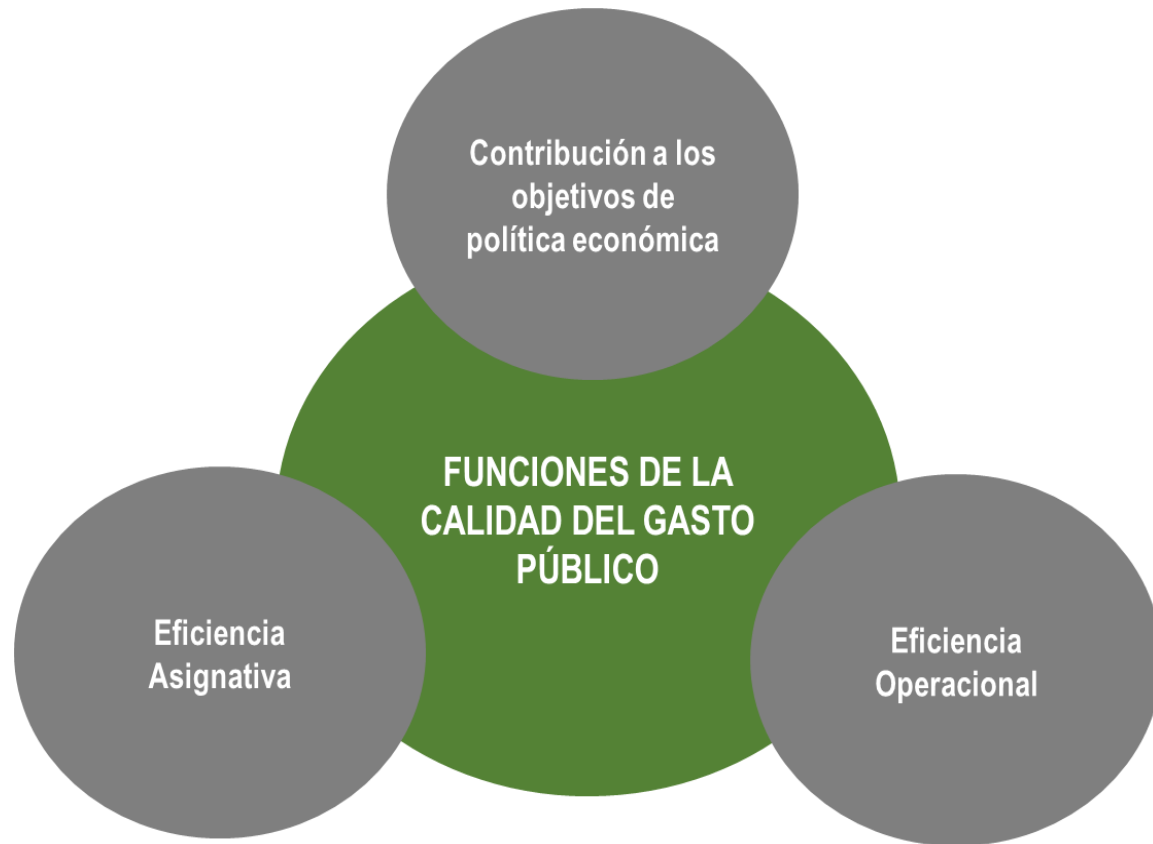 Contribución a los
objetivos de
política económica
FUNCIONES DE LA
CALIDAD DEL GASTO
PÚBLICO
Eficiencia
Asignativa
Eficiencia
Operacional